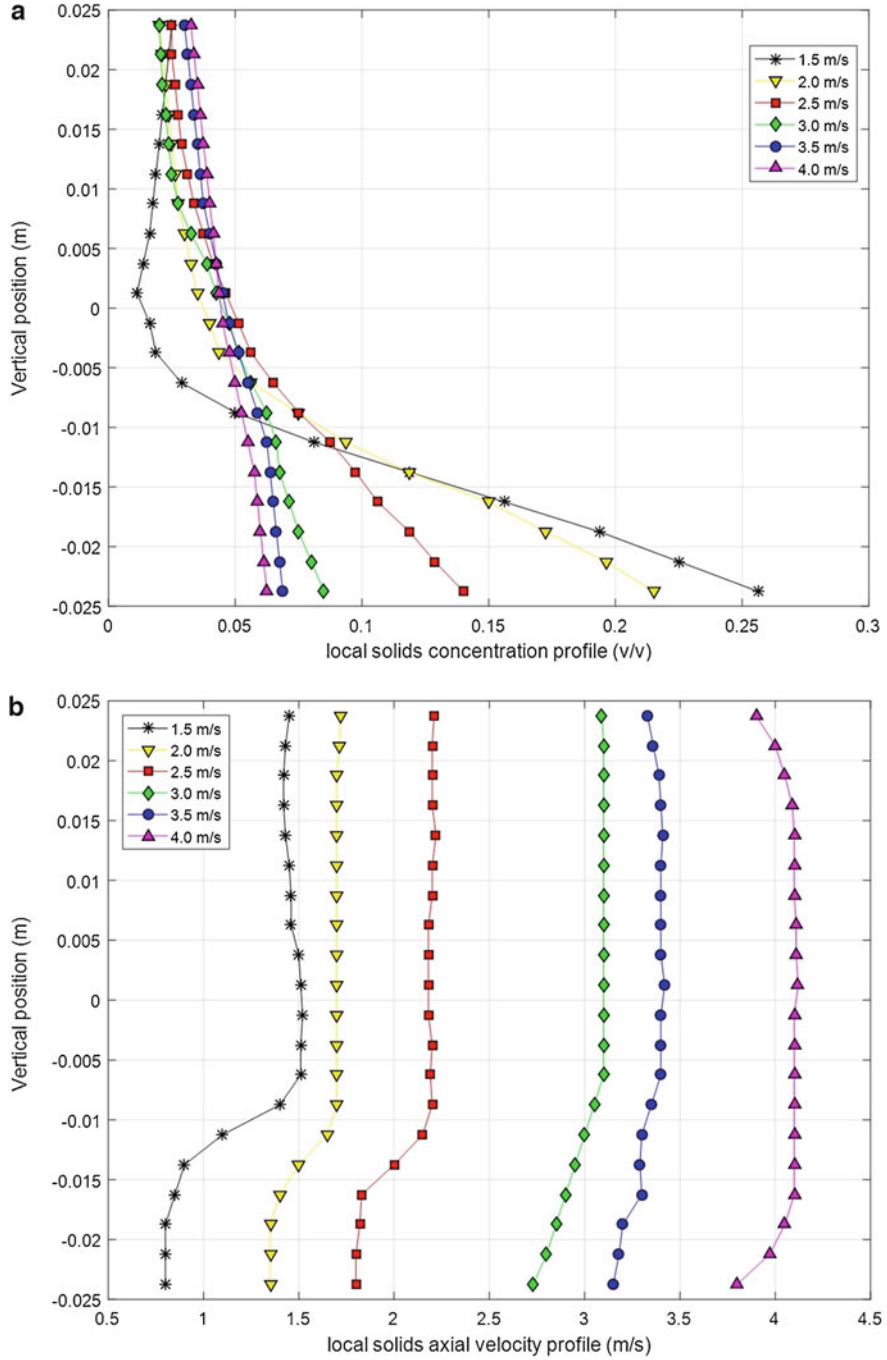 a
0.025
0.02
0.015
0.01
0.005
0
-0.005
-0.01
-0.015
-0.02
-0.025
Vertical position (m)
1.5 m/s
2.0 m/s
2.5 m/s
3.0 m/s
3.5 m/s
4.0 m/s
0 0.05 0.1 0.15 0.2 0.25 0.3
local solids concentration profile (v/v)
b
0.025
0.02
0.015
0.01
0.005
0
-0.005
-0.01
-0.015
-0.02
-0.025
Vertical position (m)
1.5 m/s
2.0 m/s
2.5 m/s
3.0 m/s
3.5 m/s
4.0 m/s
0.5 1 1.5 2 2.5 3 3.5 4 4.5
local solids axial velocity profile (m/s)